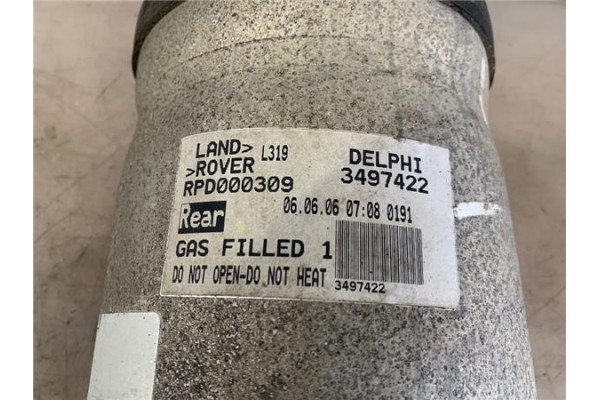 LAND> L319
>ROVER
RPD000309
DELPHI
3497422
Rear
06.06.06 07:08 0191
GAS FILLED 1
DO NOT OPEN-DO NOT HEAT
3497422